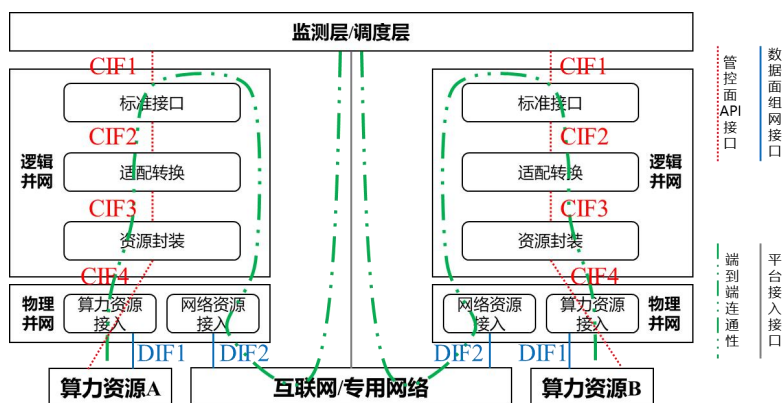 监测层/调度层
CIF1
标准接口
CIF2
逻辑
并网
适配转换
CIF3
资源封装
CIF4
物理
并网
算力资源
接入
网络资源
接入
DIF1
DIF2
算力资源A
互联网/专用网络
CIF1
标准接口
CIF2
适配转换
逻辑
并网
CIF3
资源封装
CIF4
网络资源
接入
算力资源
接入
物理
并网
DIF2
DIF1
算力资源B
管控面API接口
数据面组网接口
端到端连通性
平台接入接口